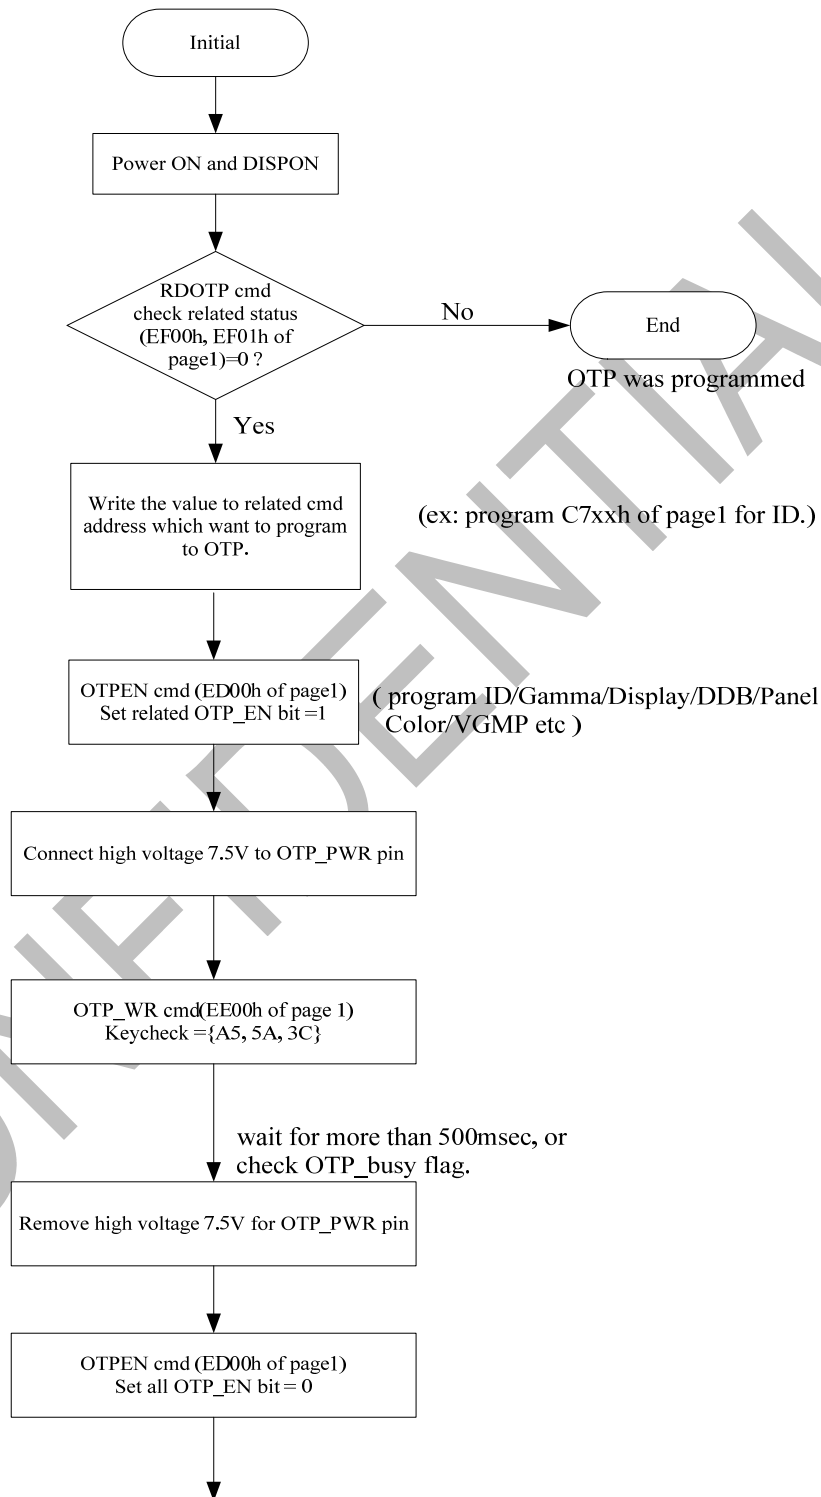 Initial
Power ON and DISPON
RDOTP cmd
check related status
(EF00h, EF01h of
page1)=0 ?
No
End
OTP was programmed
Yes
Write the value to related cmd
address which want to program
to OTP.
(ex: program C7xxh of page1 for ID.)
OTPEN cmd (ED00h of page1)
Set related OTP_EN bit =1
( program ID/Gamma/Display/DDB/Panel
Color/VGMP etc )
Connect high voltage 7.5V to OTP_PWR pin
OTP_WR cmd(EE00h of page 1)
Keycheck ={A5, 5A, 3C}
wait for more than 500msec, or
check OTP_busy flag.
Remove high voltage 7.5V for OTP_PWR pin
OTPEN cmd (ED00h of page1)
Set all OTP_EN bit = 0
ONFIDENTIAL